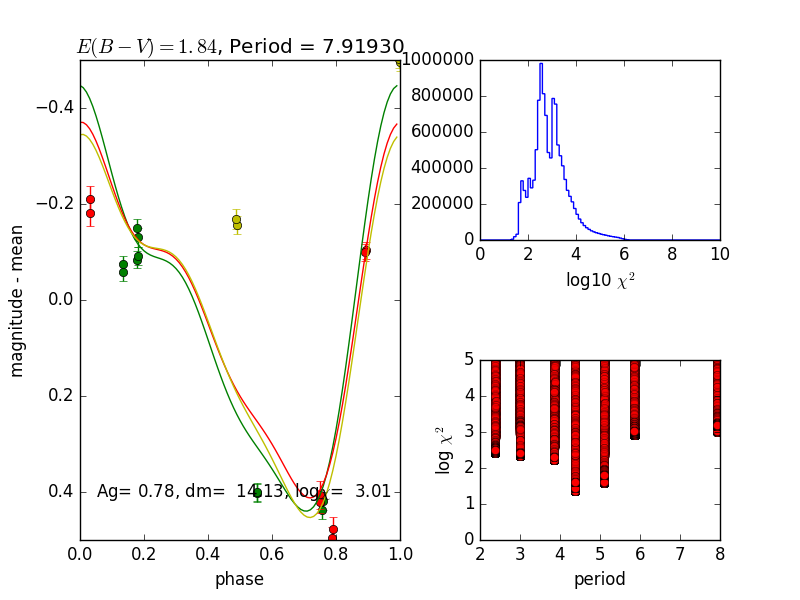 E(B−V)=1.84, Period = 7.91930
magnitude - mean
−0.4
−0.2
0.0
0.2
0.4
Ag= 0.78, dm= 14.13, log = 3.01
0.0 0.2 0.4 0.6 0.8 1.0
phase
1000000
800000
600000
400000
200000
0
0 2 4 6 8 10
log10 χ²
log χ²
5
4
3
2
1
0
2 3 4 5 6 7 8
period